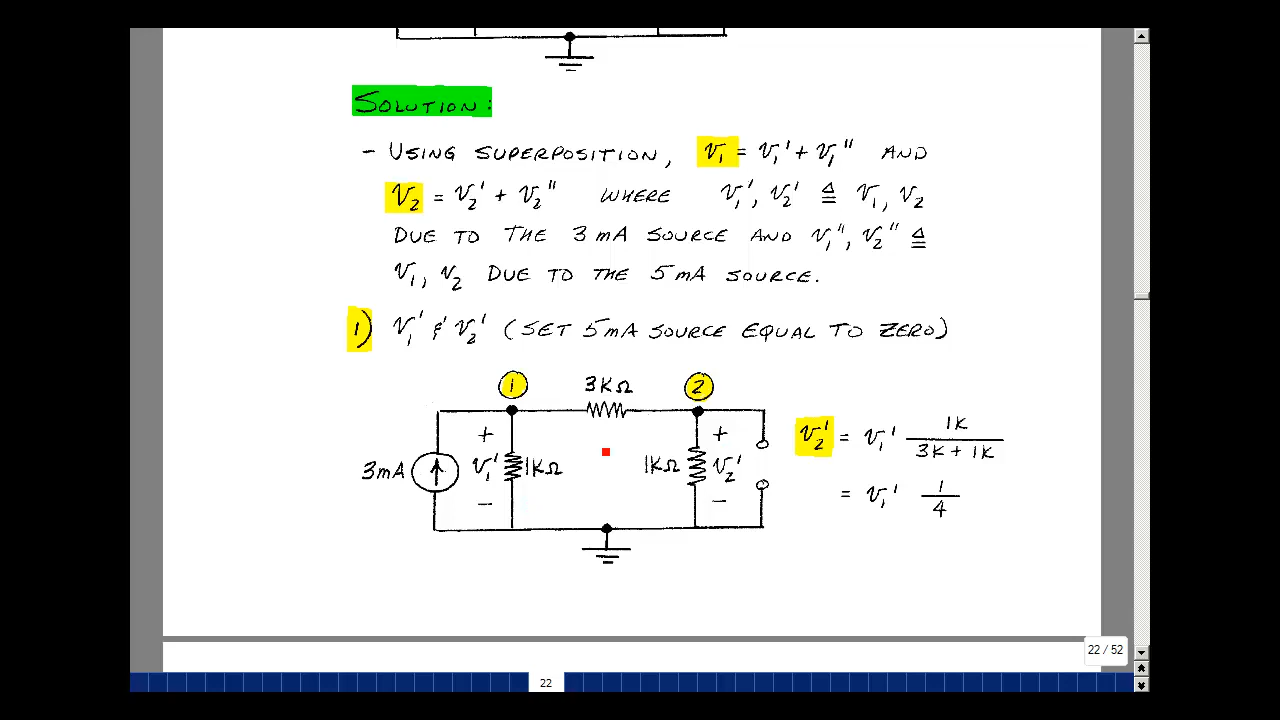 SOLUTION:
- USING SUPERPOSITION, V₁ = V₁' + V₁" AND
V₂ = V₂' + V₂" WHERE V₁', V₂' ≜ V₁, V₂
DUE TO THE 3mA SOURCE AND V₁", V₂" ≜
V₁, V₂ DUE TO THE 5mA SOURCE.
1) V₁' & V₂' (SET 5mA SOURCE EQUAL TO ZERO)
1 3KΩ 2
V₂' = V₁' 1K / (3K + 1K)
+ +
3mA V₁' 1KΩ 1KΩ V₂'
- -
= V₁' 1/4
22 / 52
22